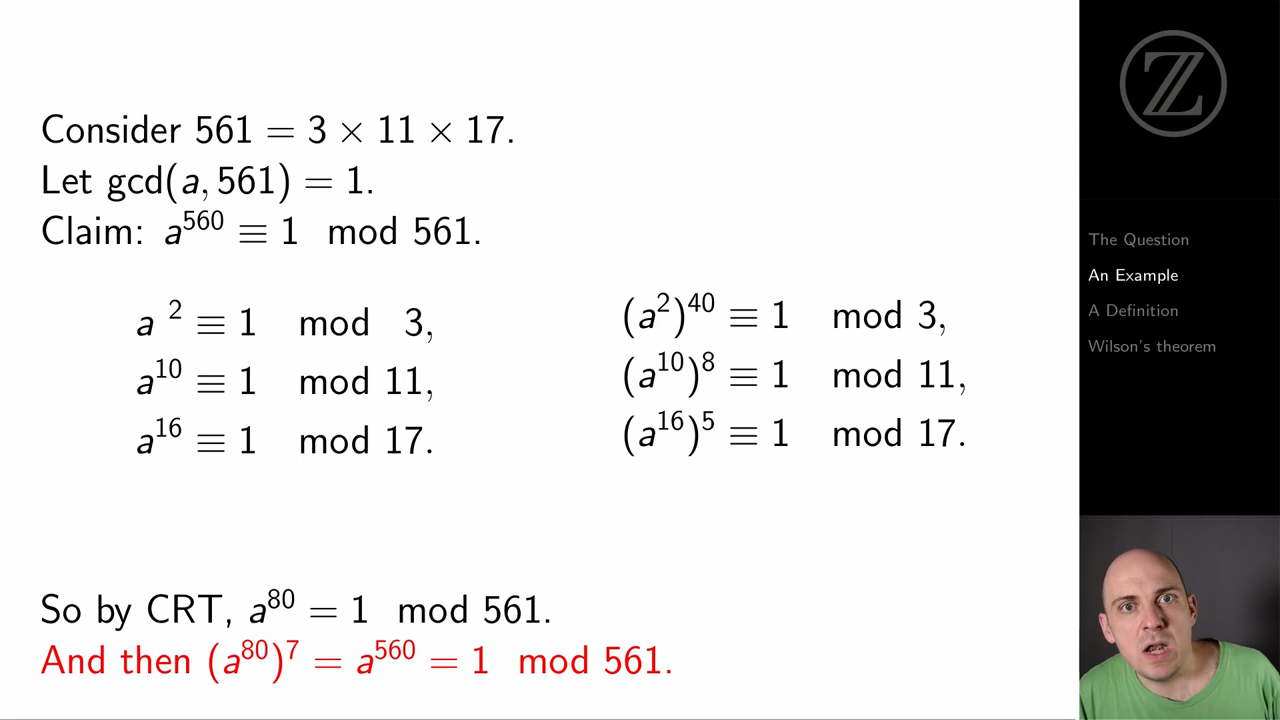 Consider 561 = 3 × 11 × 17.
Let gcd(a, 561) = 1.
Claim: a^560 ≡ 1 mod 561.
a^2 ≡ 1 mod 3,
a^10 ≡ 1 mod 11,
a^16 ≡ 1 mod 17.
(a^2)^40 ≡ 1 mod 3,
(a^10)^8 ≡ 1 mod 11,
(a^16)^5 ≡ 1 mod 17.
So by CRT, a^80 = 1 mod 561.
And then (a^80)^7 = a^560 = 1 mod 561.
ℤ
The Question
An Example
A Definition
Wilson's theorem